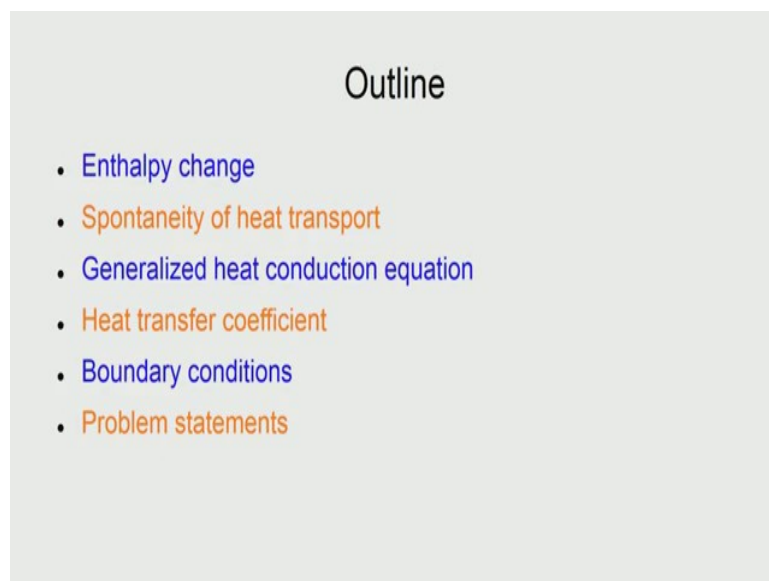 Outline
• Enthalpy change
• Spontaneity of heat transport
• Generalized heat conduction equation
• Heat transfer coefficient
• Boundary conditions
• Problem statements